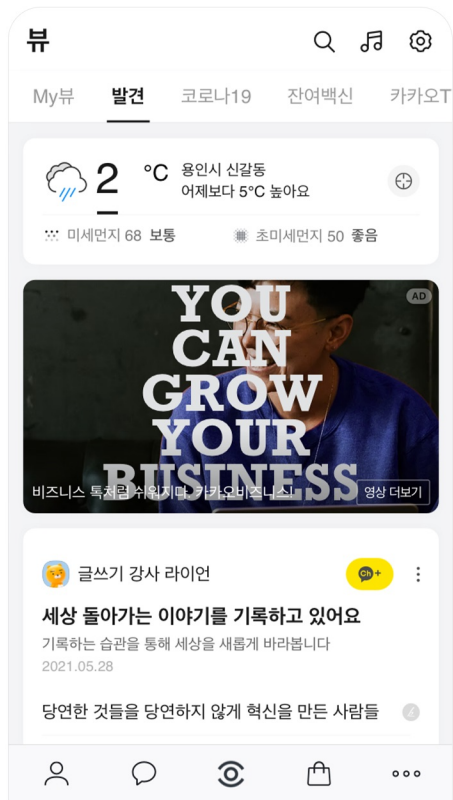 뷰
My뷰 발견 코로나19 잔여백신 카카오T
2 °C 용인시 신갈동
어제보다 5°C 높아요
미세먼지 68 보통 초미세먼지 50 좋음
AD
YOU
CAN
GROW
YOUR
BUSINESS
비즈니스 톡처럼 쉬워지다, 카카오비즈니스! 영상 더보기
글쓰기 강사 라이언 Ch+
세상 돌아가는 이야기를 기록하고 있어요
기록하는 습관을 통해 세상을 새롭게 바라봅니다
2021.05.28
당연한 것들을 당연하지 않게 혁신을 만든 사람들